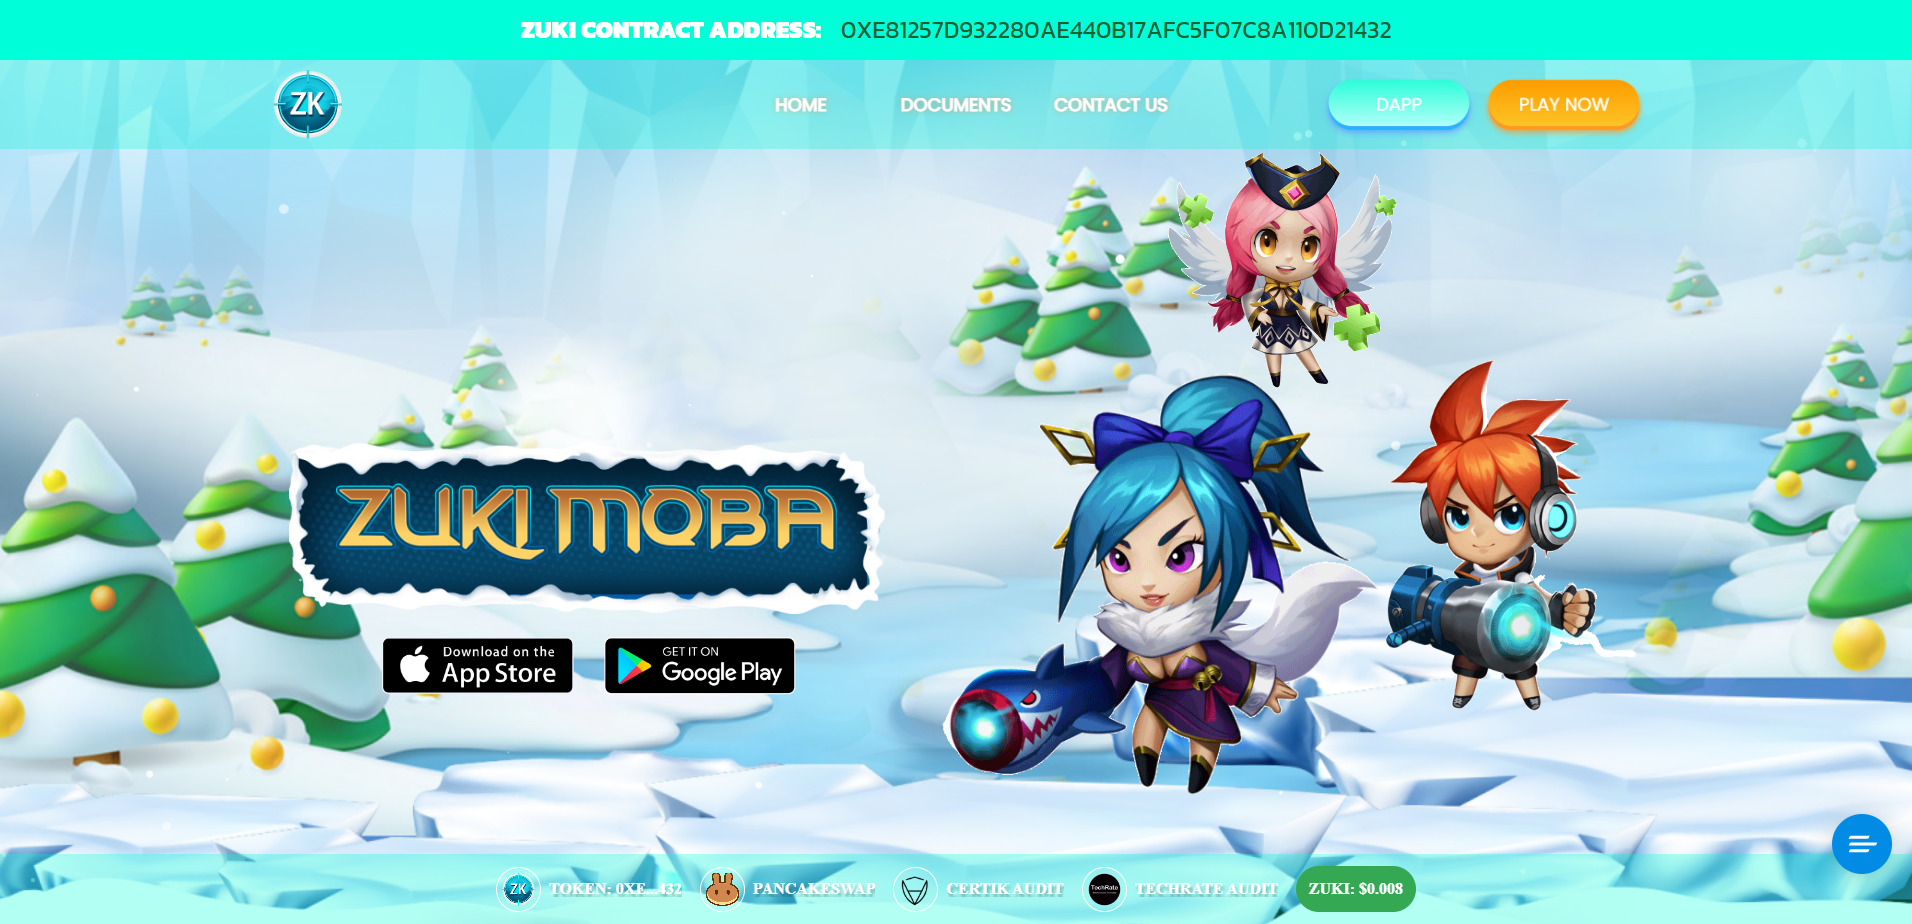 ZUKI CONTRACT ADDRESS: 0XE81257D932280AE440B17AFC5F07C8A110D21432
ZK HOME DOCUMENTS CONTACT US DAPP PLAY NOW
ZUKI MOBA
Download on the App Store
GET IT ON Google Play
ZK TOKEN: 0XE...432 PANCAKESWAP CERTIK AUDIT TechRate TECHRATE AUDIT ZUKI: $0.008